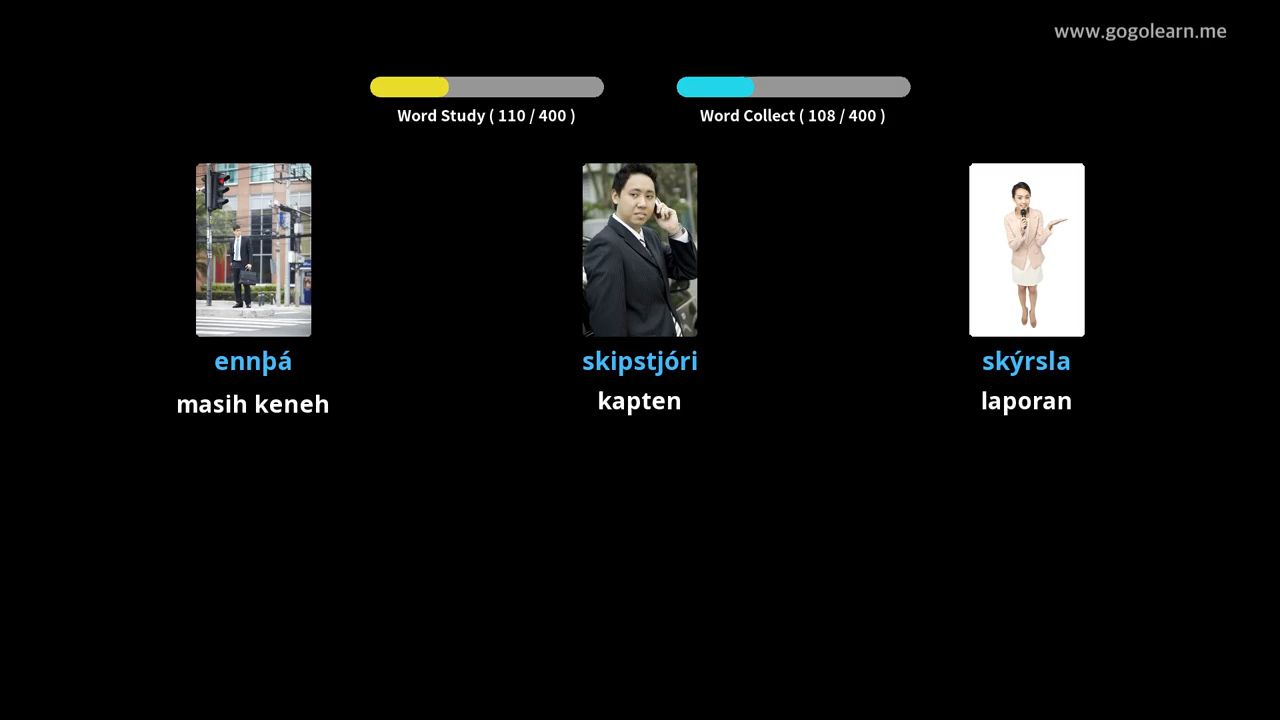 www.gogolearn.me
Word Study ( 110 / 400 )
Word Collect ( 108 / 400 )
ennþá
skipstjóri
skýrsla
masih keneh
kapten
laporan